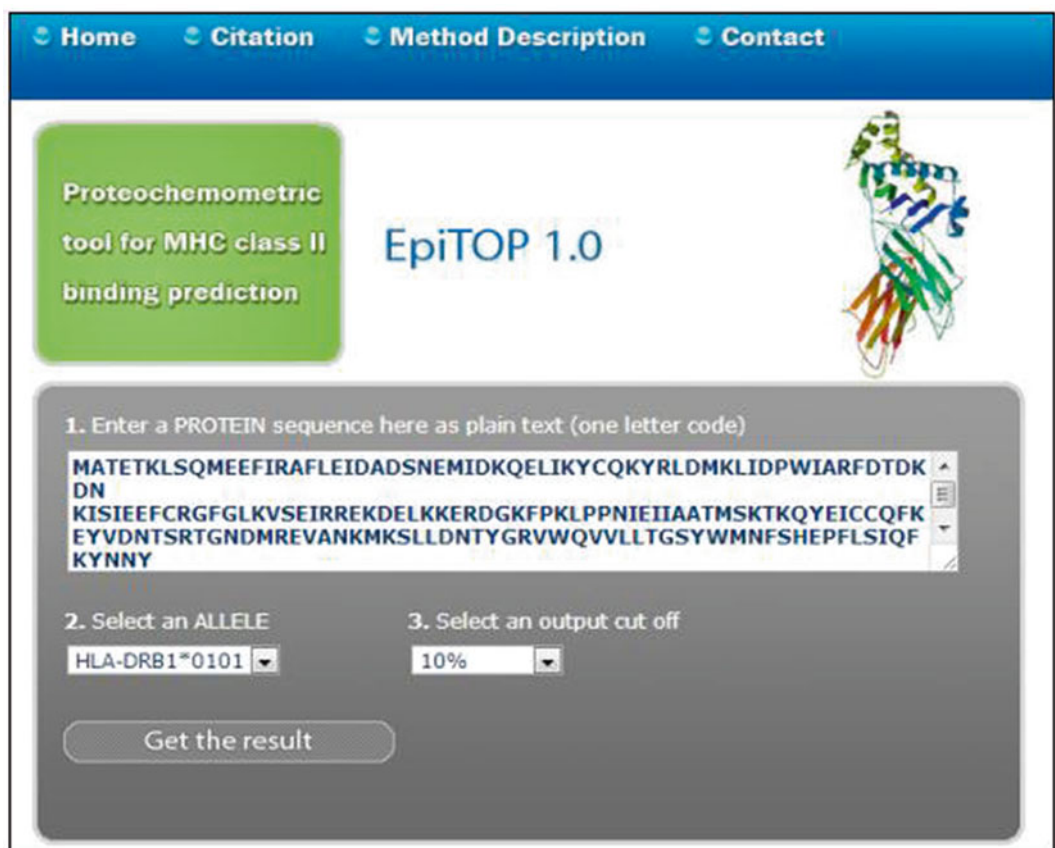 Home Citation Method Description Contact
Proteochemometric
tool for MHC class II
binding prediction
EpiTOP 1.0
1. Enter a PROTEIN sequence here as plain text (one letter code)
MATETKLSQMEEFIRAFLEIDADSNEMIDKQELIKYCQKYRLDMKLIDPWIARFDTDK
DN
KISIEEFCRGFGLKVSEIRREKDELKKERDGKFPKLPPNIEIIAATMSKTKQYEICCQFK
EYVDNTSRTGNDMREVANKMKSLLDNTYGRVWQVVLLTGSYWMNFSHEPFLSIQF
KYNNY
2. Select an ALLELE 3. Select an output cut off
HLA-DRB1*0101 10%
Get the result